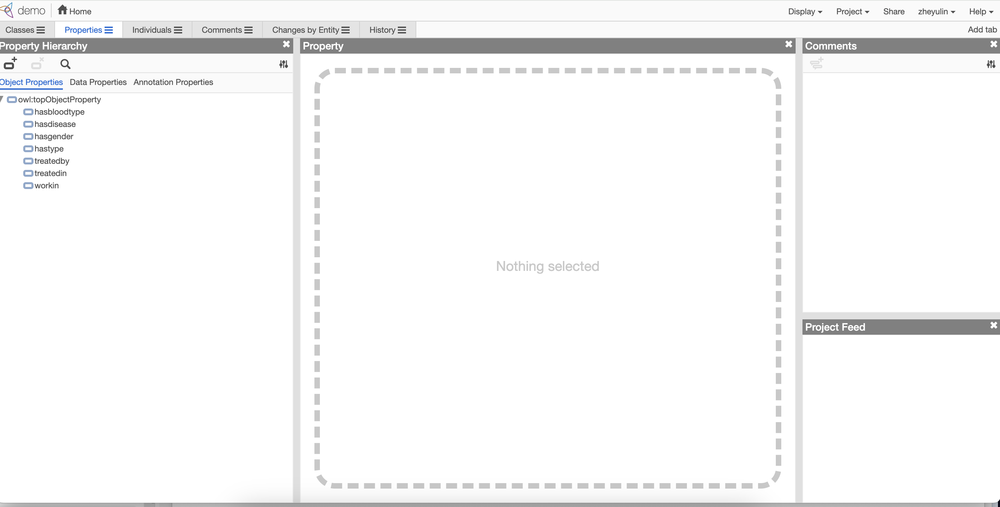 demo Home Display Project Share zheyulin Help
Classes Properties Individuals Comments Changes by Entity History Add tab
Property Hierarchy
Object Properties Data Properties Annotation Properties
owl:topObjectProperty
hasbloodtype
hasdisease
hasgender
hastype
treatedby
treatedin
workin
Property
Nothing selected
Comments
Project Feed